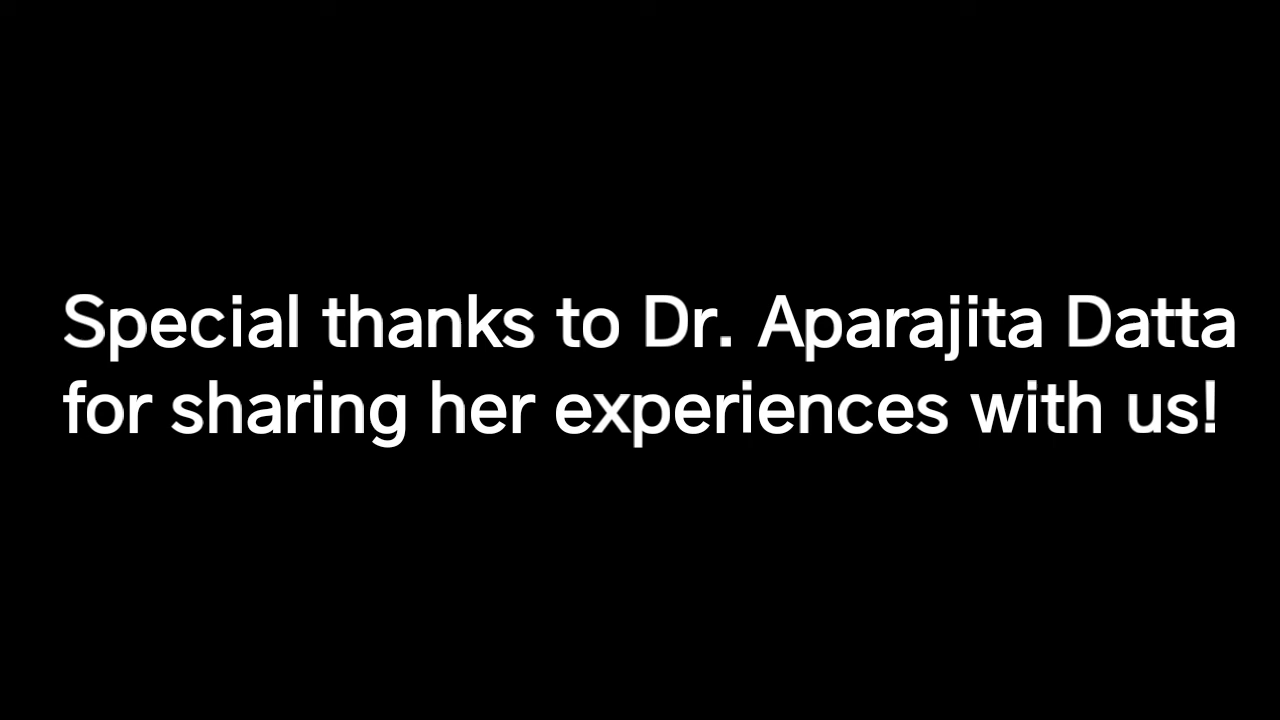 Special thanks to Dr. Aparajita Datta
for sharing her experiences with us!